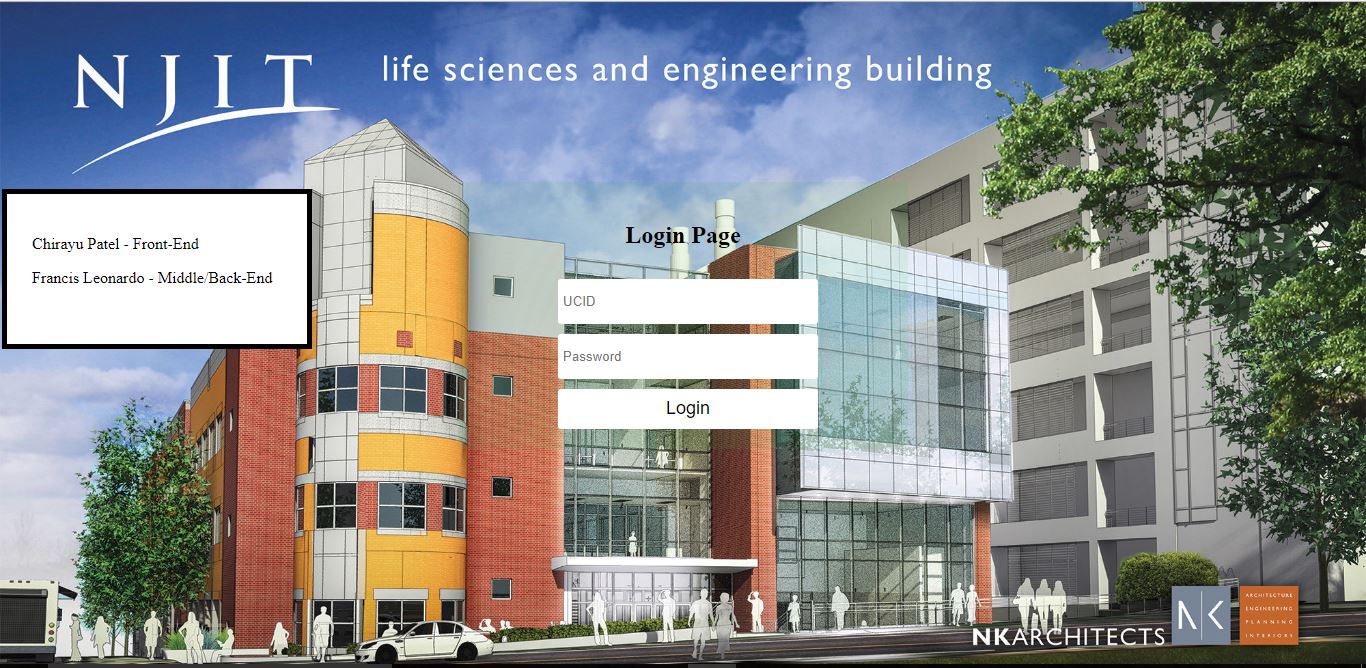 NJIT
life sciences and engineering building
Chirayu Patel - Front-End
Francis Leonardo - Middle/Back-End
Login Page
UCID
Password
Login
NKARCHITECTS
NK
ARCHITECTURE
ENGINEERING
PLANNING
INTERIORS